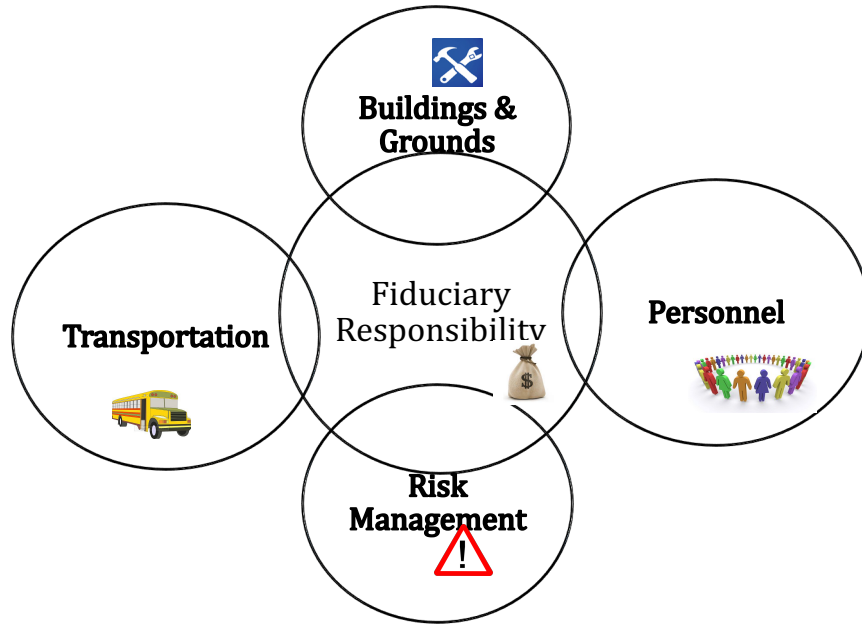 Buildings &
Grounds
Fiduciary
Responsibility
Transportation
Personnel
$
Risk
Management
!